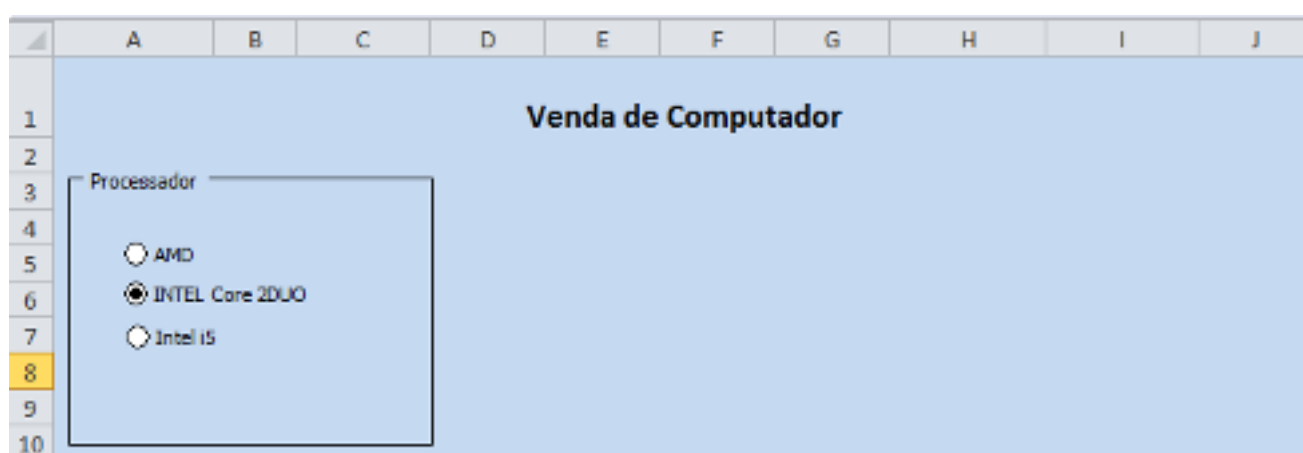 A B C D E F G H I J
1 Venda de Computador
2
3 Processador
4
5 AMD
6 INTEL Core 2DUO
7 Intel i5
8
9
10